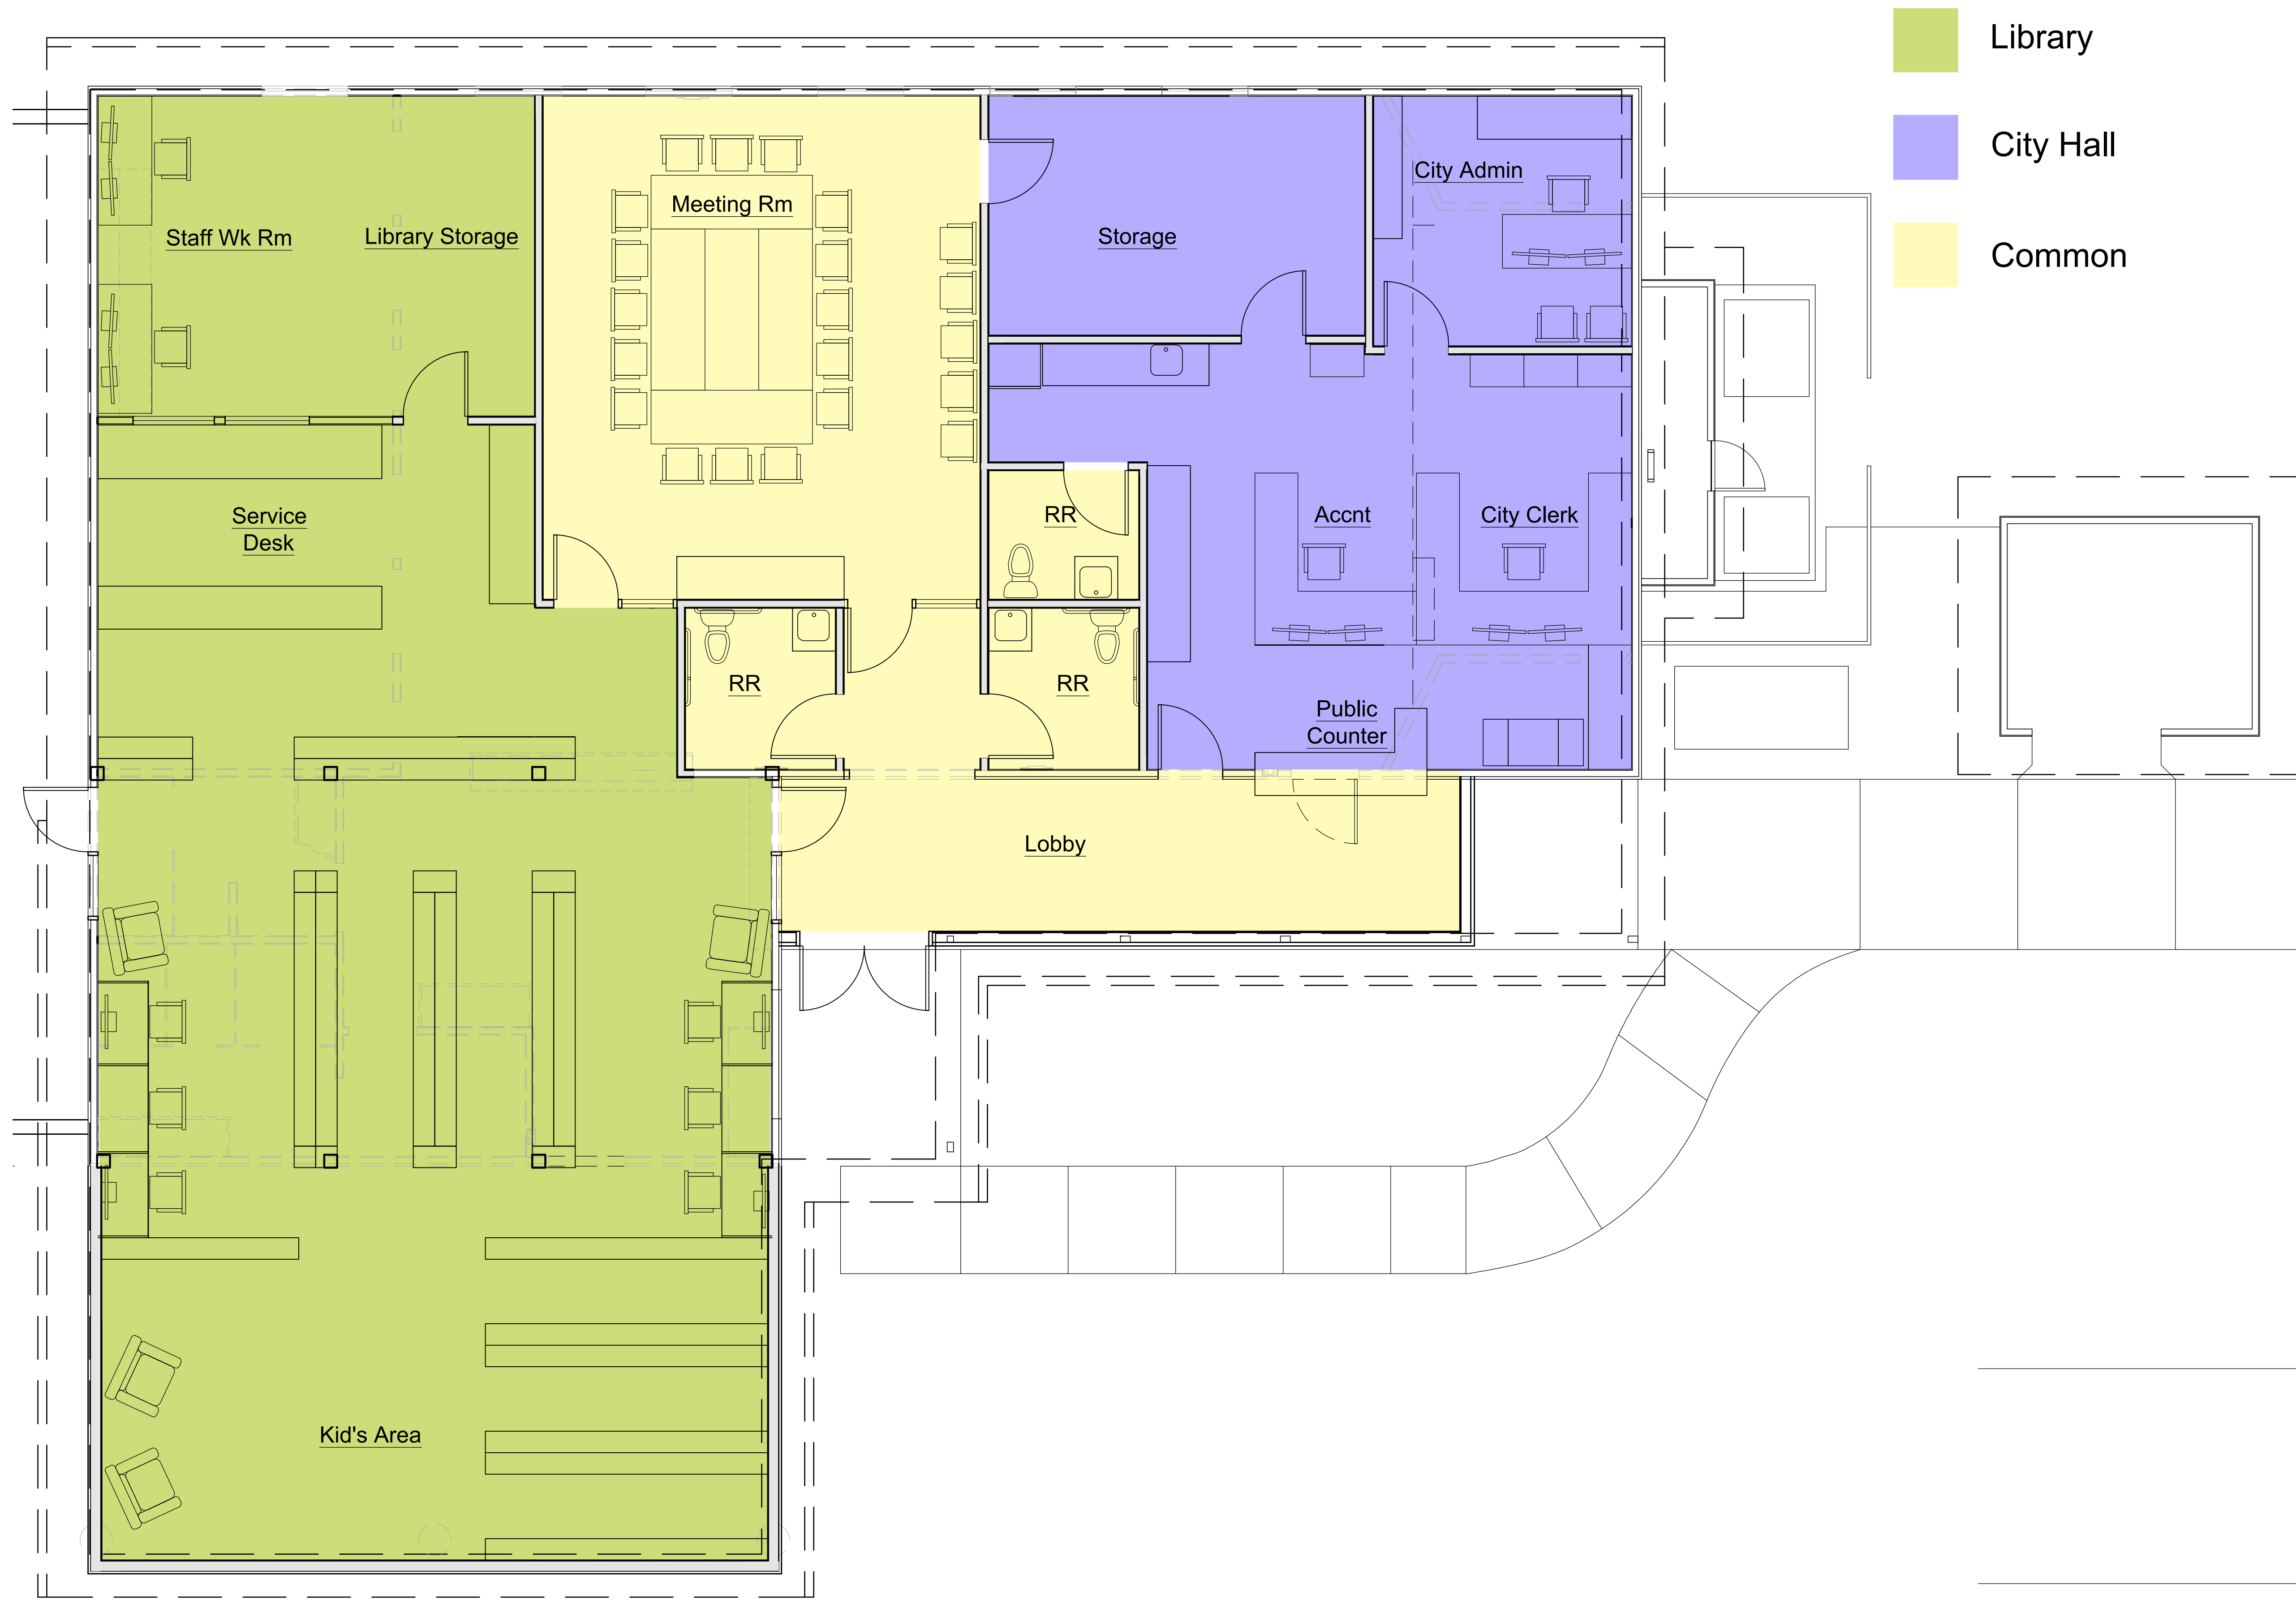 Library
City Hall
Common
City Admin
Meeting Rm
Staff Wk Rm
Library Storage
Storage
Service
Desk
RR
Accnt
City Clerk
RR
RR
Public
Counter
Lobby
Kid's Area